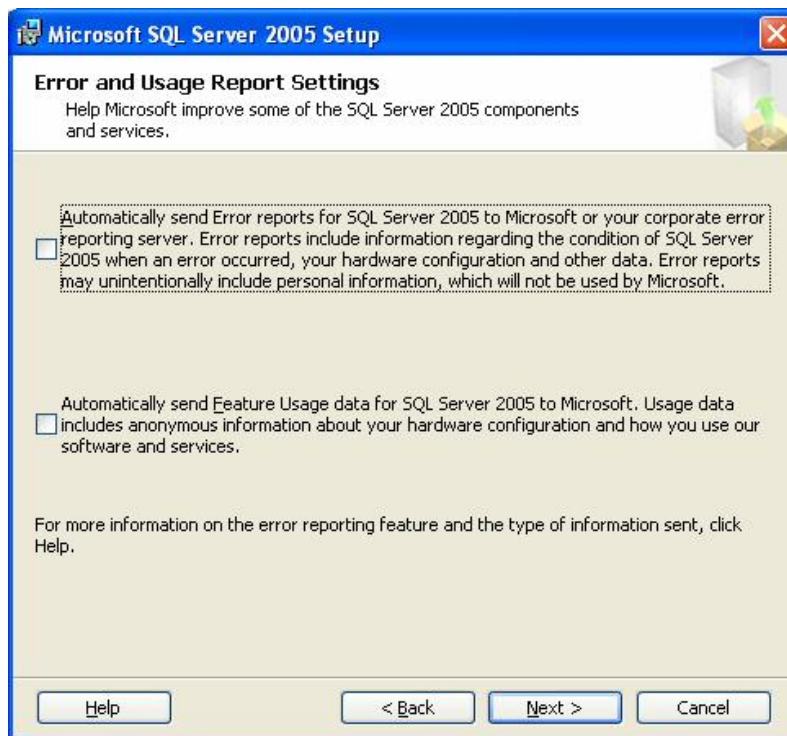 Microsoft SQL Server 2005 Setup
Error and Usage Report Settings
Help Microsoft improve some of the SQL Server 2005 components
and services.
Automatically send Error reports for SQL Server 2005 to Microsoft or your corporate error
reporting server. Error reports include information regarding the condition of SQL Server
2005 when an error occurred, your hardware configuration and other data. Error reports
may unintentionally include personal information, which will not be used by Microsoft.
Automatically send Feature Usage data for SQL Server 2005 to Microsoft. Usage data
includes anonymous information about your hardware configuration and how you use our
software and services.
For more information on the error reporting feature and the type of information sent, click
Help.
Help
< Back
Next >
Cancel